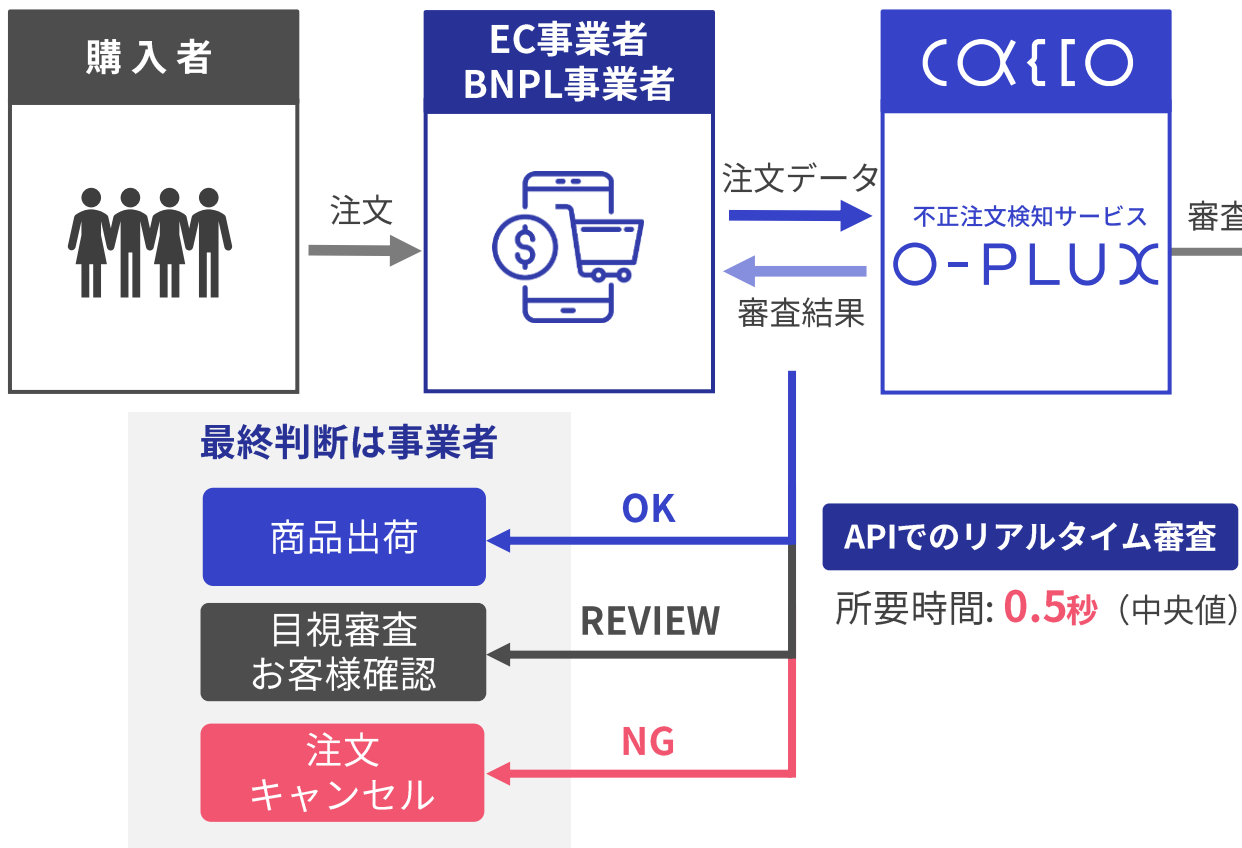 購入者
EC事業者
BNPL事業者
cacco
注文
注文データ
審査結果
不正注文検知サービス
O-PLUX
審査
最終判断は事業者
商品出荷
OK
目視審査
お客様確認
REVIEW
注文
キャンセル
NG
APIでのリアルタイム審査
所要時間: 0.5秒（中央値）